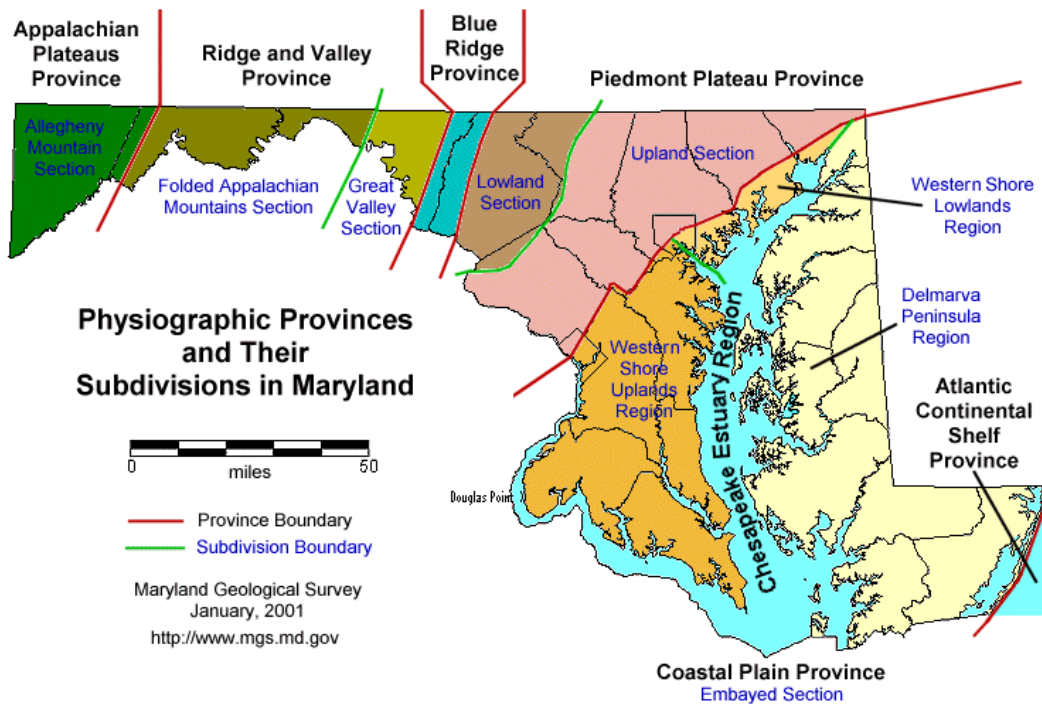 Appalachian
Plateaus
Province
Ridge and Valley
Province
Blue
Ridge
Province
Piedmont Plateau Province
Allegheny
Mountain
Section
Folded Appalachian
Mountains Section
Great
Valley
Section
Lowland
Section
Upland Section
Western Shore
Lowlands
Region
Delmarva
Peninsula
Region
Western
Shore
Uplands
Region
Chesapeake Estuary Region
Atlantic
Continental
Shelf
Province
Physiographic Provinces
and Their
Subdivisions in Maryland
0 50
miles
Douglas Point
Province Boundary
Subdivision Boundary
Maryland Geological Survey
January, 2001
http://www.mgs.md.gov
Coastal Plain Province
Embayed Section